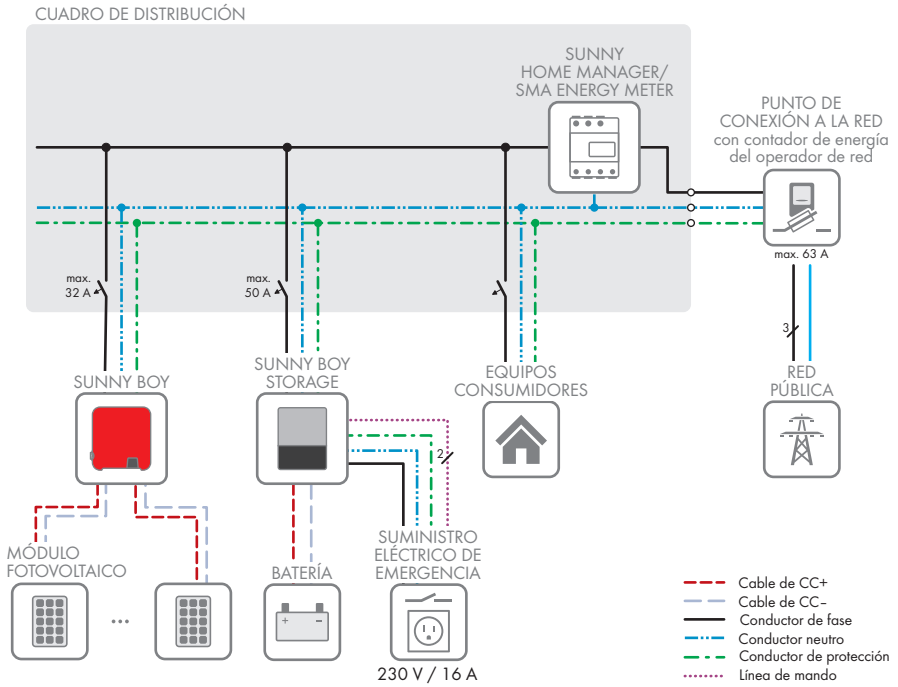 CUADRO DE DISTRIBUCIÓN
SUNNY
HOME MANAGER/
SMA ENERGY METER
PUNTO DE
CONEXIÓN A LA RED
con contador de energía
del operador de red
max. 63 A
max.
32 A
max.
50 A
3
SUNNY BOY
SUNNY BOY
STORAGE
EQUIPOS
CONSUMIDORES
RED
PÚBLICA
2
MÓDULO
FOTOVOLTAICO
...
BATERÍA
+ -
SUMINISTRO
ELÉCTRICO DE
EMERGENCIA
230 V / 16 A
Cable de CC+
Cable de CC-
Conductor de fase
Conductor neutro
Conductor de protección
Línea de mando